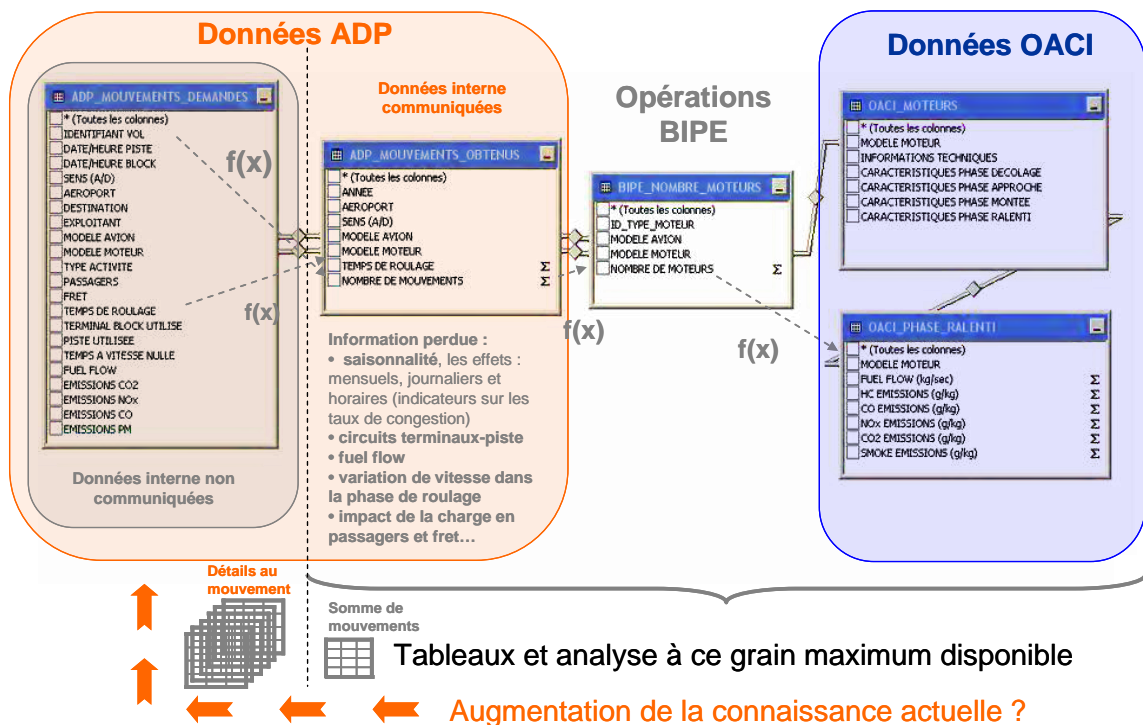 Données ADP
Données OACI
Opérations
BIPE
Données interne
communiquées
ADP_MOUVEMENTS_DEMANDES
* (Toutes les colonnes)
IDENTIFIANT VOL
DATE/HEURE PISTE
DATE/HEURE BLOCK
SENS (A/D)
AEROPORT
DESTINATION
EXPLOITANT
MODELE AVION
MODELE MOTEUR
TYPE ACTIVITE
PASSAGERS
FRET
TEMPS DE ROULAGE
TERMINAL BLOCK UTILISE
PISTE UTILISEE
TEMPS A VITESSE NULLE
FUEL FLOW
EMISSIONS CO2
EMISSIONS NOx
EMISSIONS CO
EMISSIONS PM
Données interne non
communiquées
f(x)
f(x)
ADP_MOUVEMENTS_OBTENUS
* (Toutes les colonnes)
ANNEE
AEROPORT
SENS (A/D)
MODELE AVION
MODELE MOTEUR
TEMPS DE ROULAGE Σ
NOMBRE DE MOUVEMENTS Σ
Information perdue :
• saisonnalité, les effets :
mensuels, journaliers et
horaires (indicateurs sur les
taux de congestion)
• circuits terminaux-piste
• fuel flow
• variation de vitesse dans
la phase de roulage
• impact de la charge en
passagers et fret…
f(x)
BIPE_NOMBRE_MOTEURS
* (Toutes les colonnes)
ID_TYPE_MOTEUR
MODELE AVION
MODELE MOTEUR
NOMBRE DE MOTEURS Σ
f(x)
OACI_MOTEURS
* (Toutes les colonnes)
MODELE MOTEUR
INFORMATIONS TECHNIQUES
CARACTERISTIQUES PHASE DECOLAGE
CARACTERISTIQUES PHASE APPROCHE
CARACTERISTIQUES PHASE MONTEE
CARACTERISTIQUES PHASE RALENTI
OACI_PHASE_RALENTI
* (Toutes les colonnes)
MODELE MOTEUR
FUEL FLOW (kg/sec) Σ
HC EMISSIONS (g/kg) Σ
CO EMISSIONS (g/kg) Σ
NOx EMISSIONS (g/kg) Σ
CO2 EMISSIONS (g/kg) Σ
SMOKE EMISSIONS (g/kg) Σ
Détails au
mouvement
Somme de
mouvements
Tableaux et analyse à ce grain maximum disponible
Augmentation de la connaissance actuelle ?